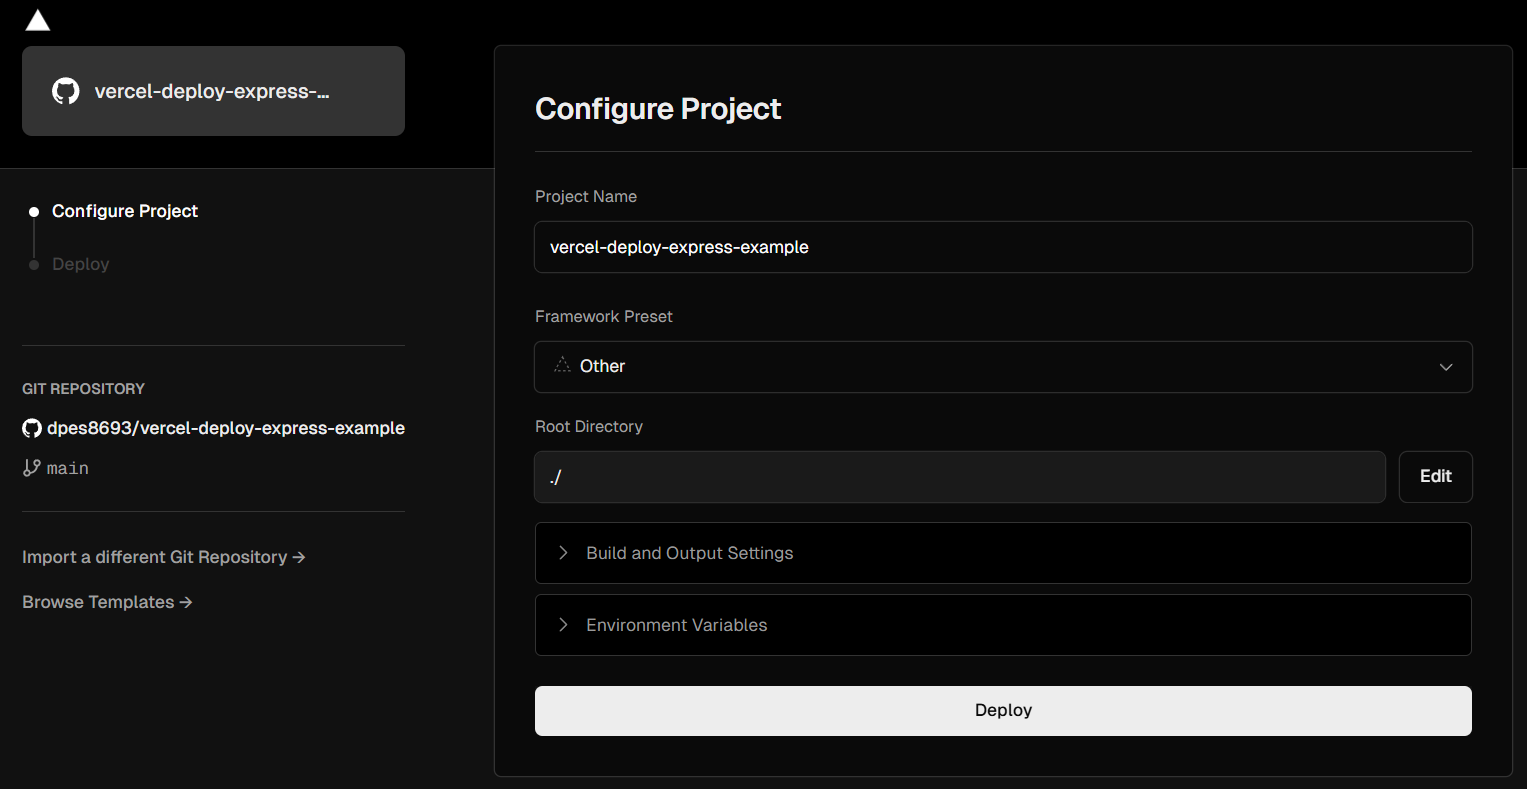 vercel-deploy-express-...
Configure Project
Deploy
GIT REPOSITORY
dpes8693/vercel-deploy-express-example
main
Import a different Git Repository →
Browse Templates →
Configure Project
Project Name
vercel-deploy-express-example
Framework Preset
Other
Root Directory
./
Edit
Build and Output Settings
Environment Variables
Deploy